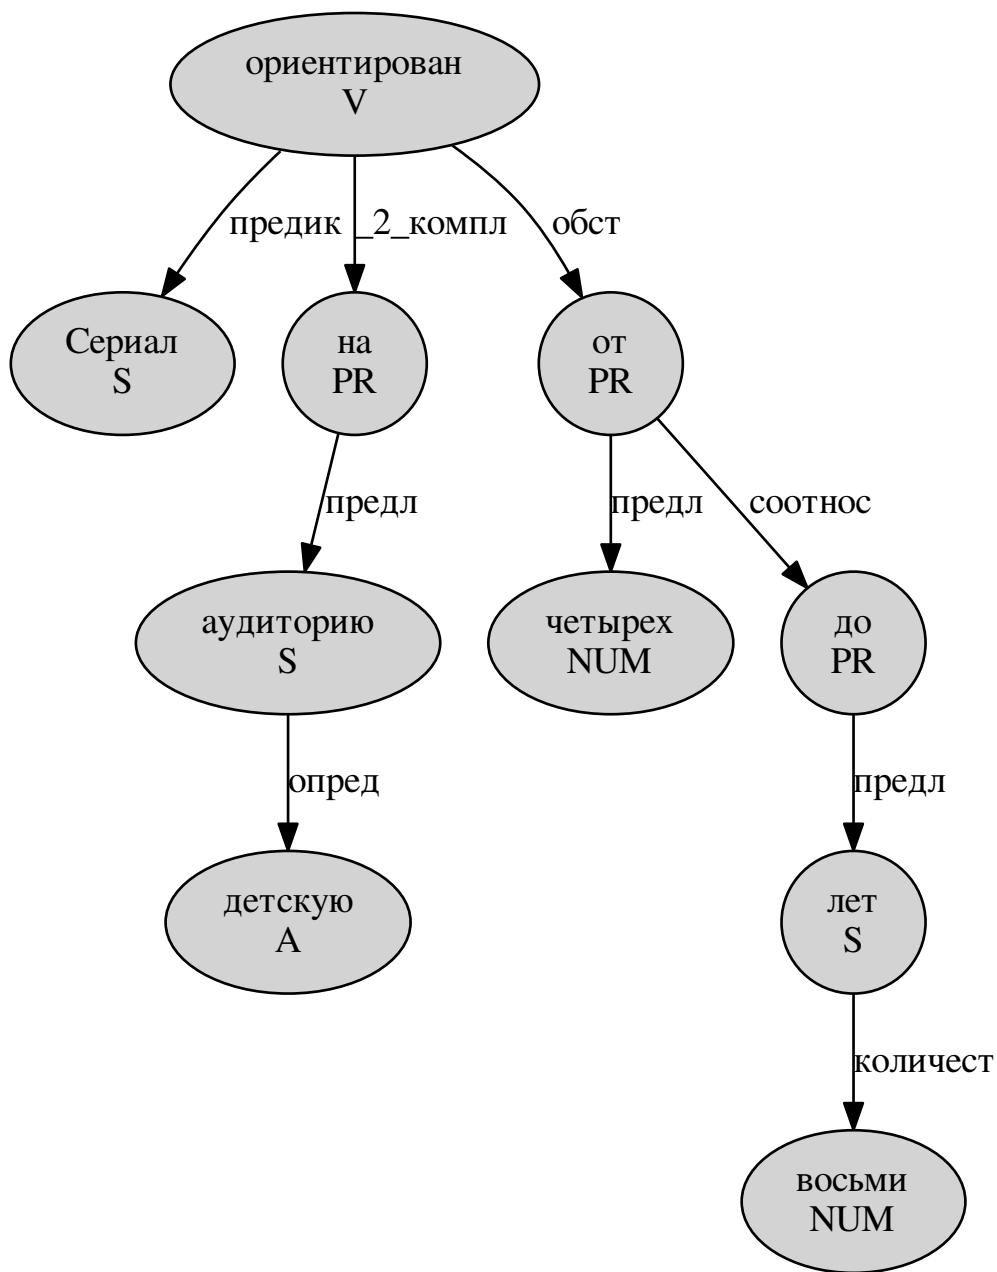 ориентирован
V
предик
_2_компл
обст
Сериал
S
на
PR
от
PR
предл
предл
соотнос
аудиторию
S
четырех
NUM
до
PR
опред
предл
детскую
A
лет
S
количест
восьми
NUM